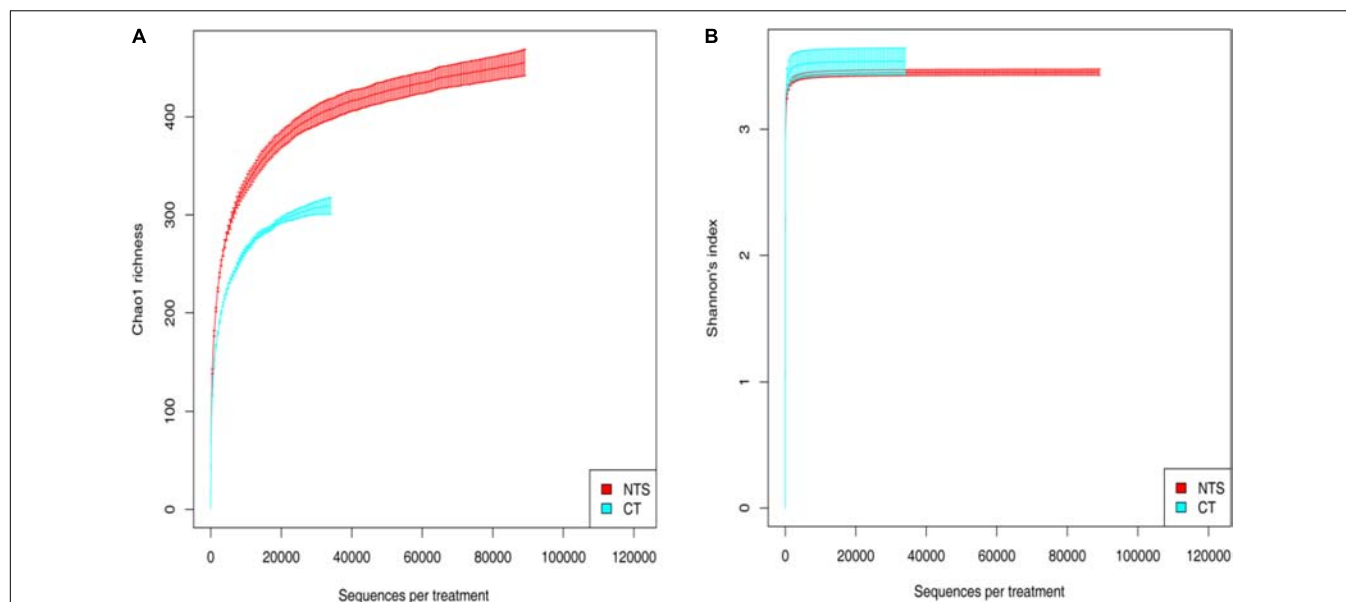 A
Chao1 richness
400
300
200
100
0
0 20000 40000 60000 80000 100000 120000
Sequences per treatment
NTS
CT
B
Shannon's index
3
2
1
0
0 20000 40000 60000 80000 100000 120000
Sequences per treatment
NTS
CT